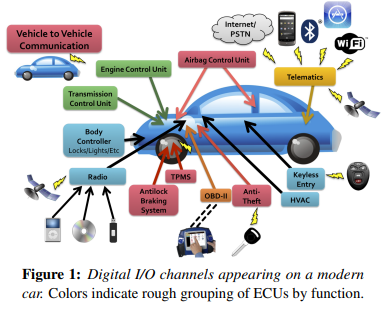 Vehicle to Vehicle
Communication
Internet/
PSTN
WiFi
Engine Control Unit
Airbag Control Unit
Telematics
Transmission
Control Unit
Body
Controller
Locks/Lights/Etc
Radio
TPMS
Antilock
Braking
System
OBD-II
Anti-
Theft
HVAC
Keyless
Entry
Figure 1: Digital I/O channels appearing on a modern
car. Colors indicate rough grouping of ECUs by function.